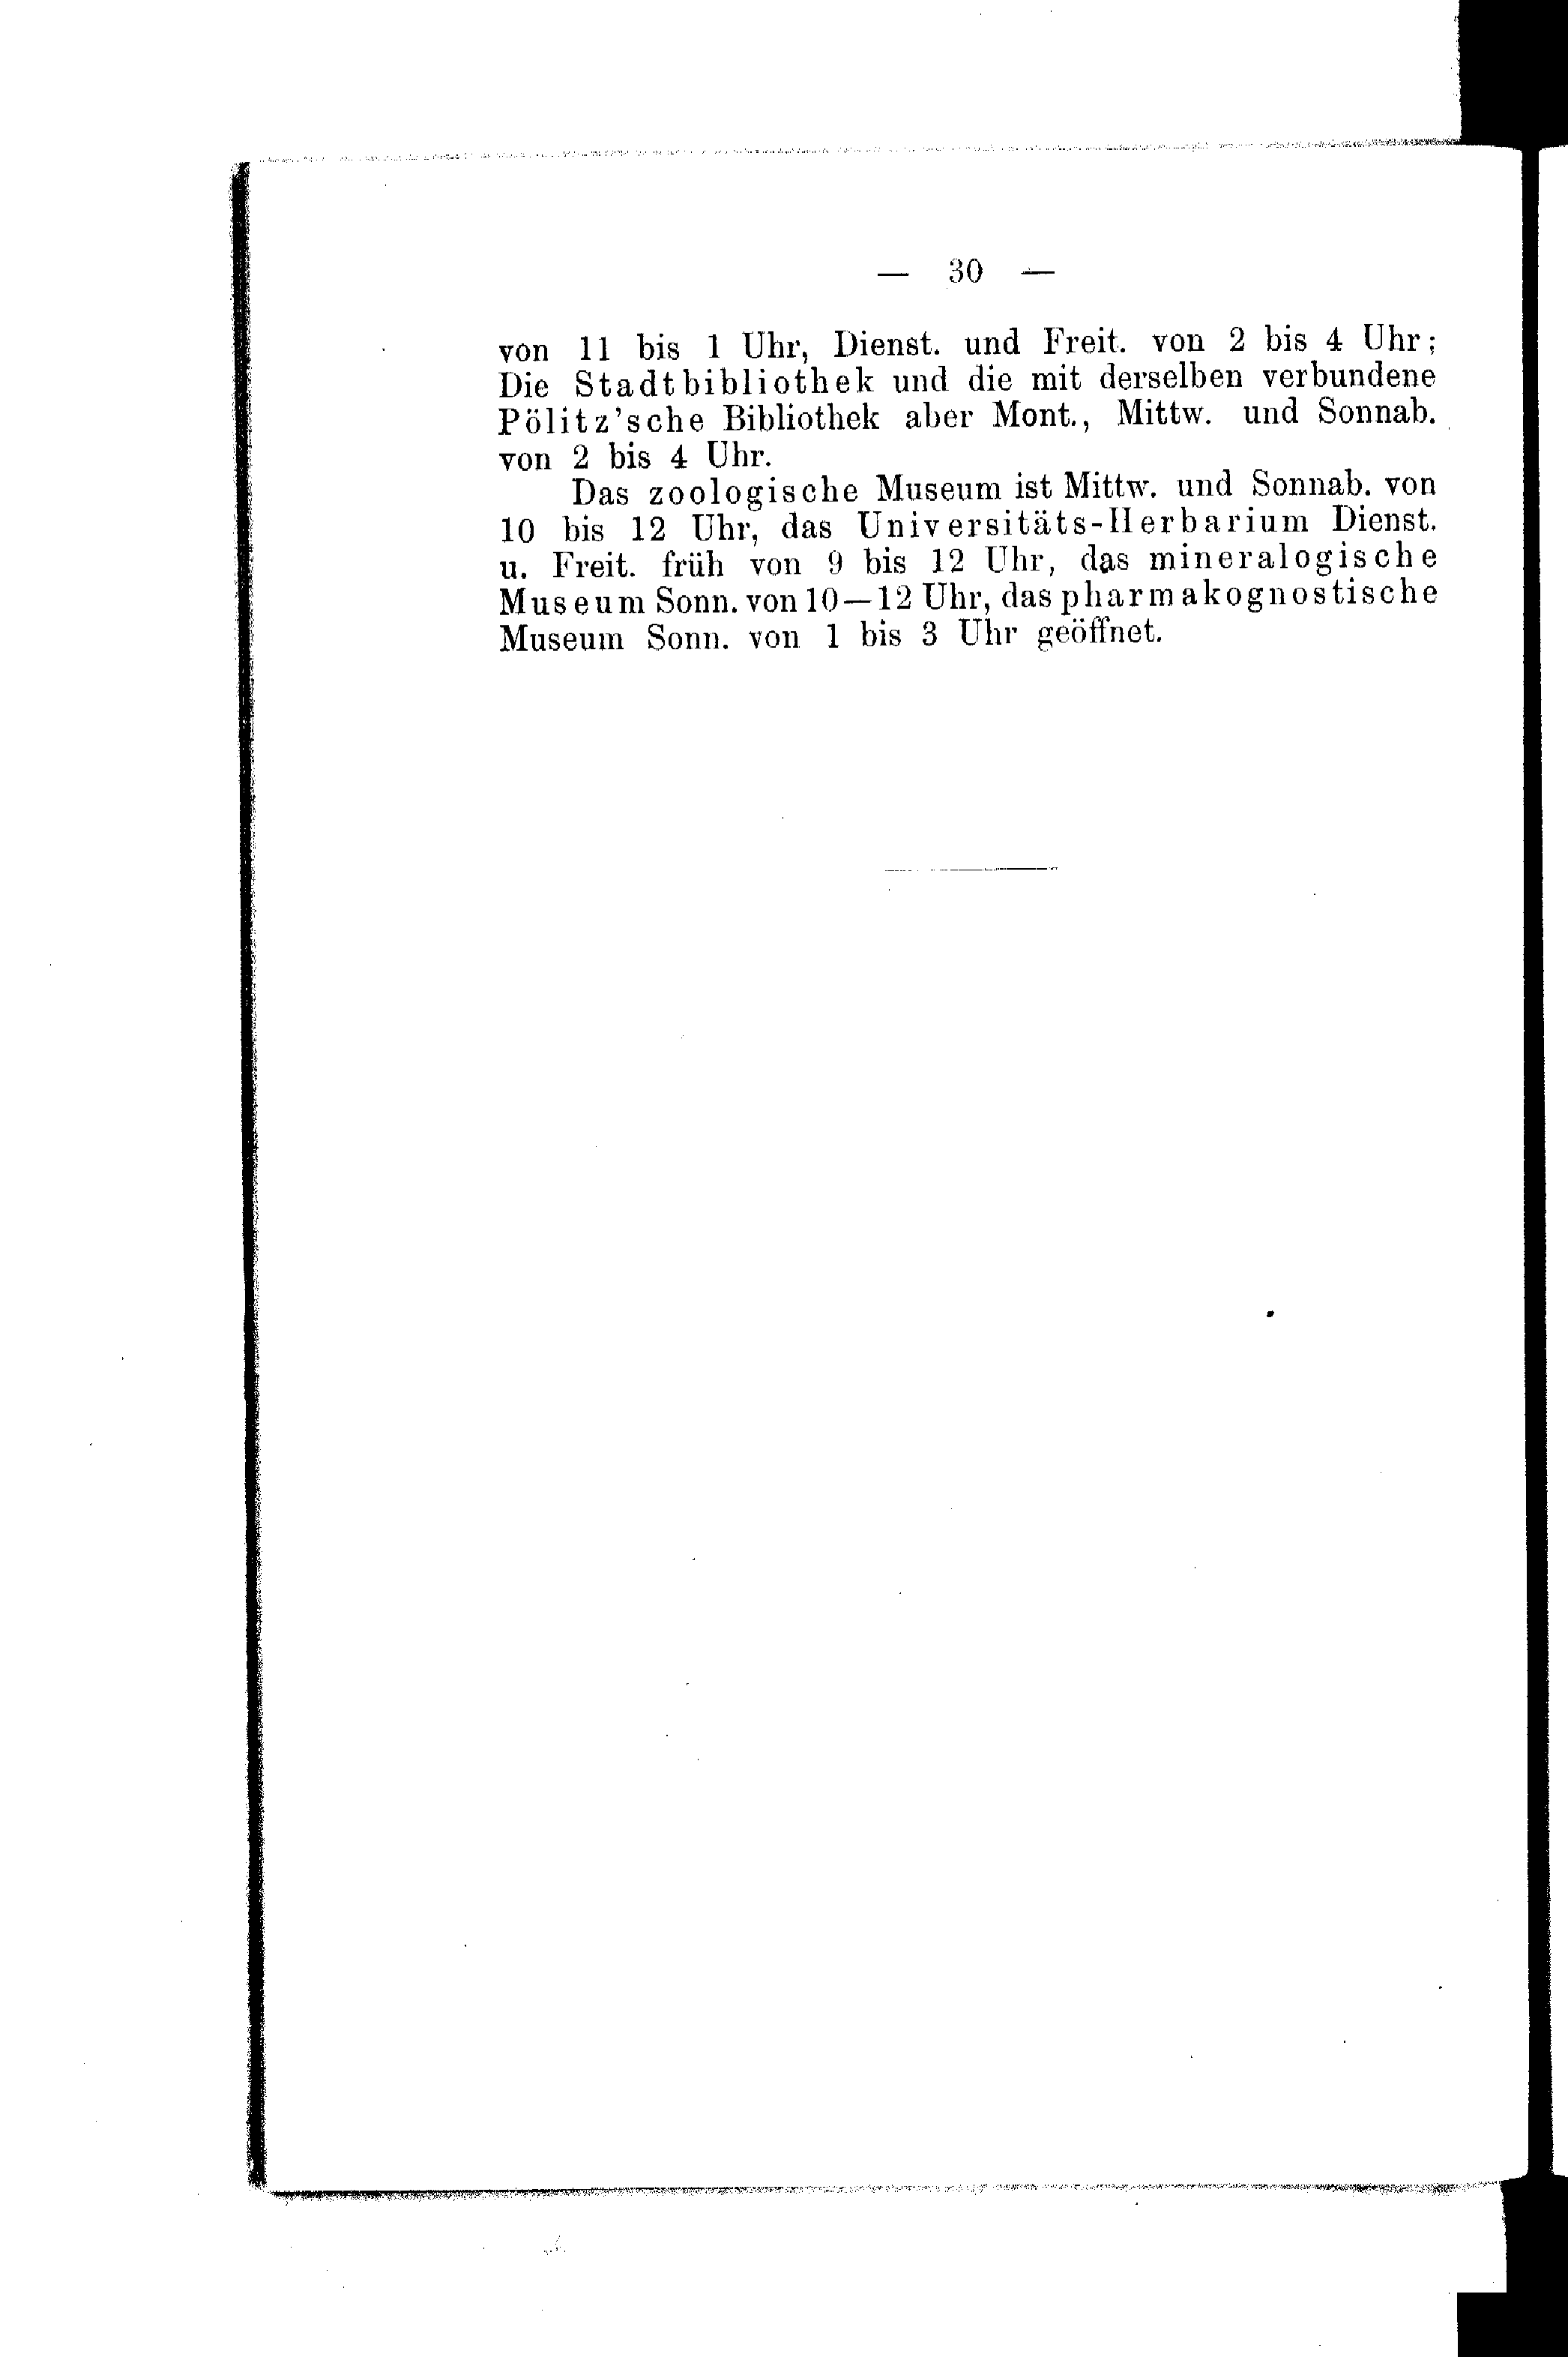 — 30 —
von 11 bis 1 Uhr, Dienst. und Freit. von 2 bis 4 Uhr;
Die Stadtbibliothek und die mit derselben verbundene
Pölitz'sche Bibliothek aber Mont., Mittw. und Sonnab.
von 2 bis 4 Uhr.
Das zoologische Museum ist Mittw. und Sonnab. von
10 bis 12 Uhr, das Universitäts-Herbarium Dienst.
u. Freit. früh von 9 bis 12 Uhr, das mineralogische
Museum Sonn. von 10—12 Uhr, das pharmakognostische
Museum Sonn. von 1 bis 3 Uhr geöffnet.